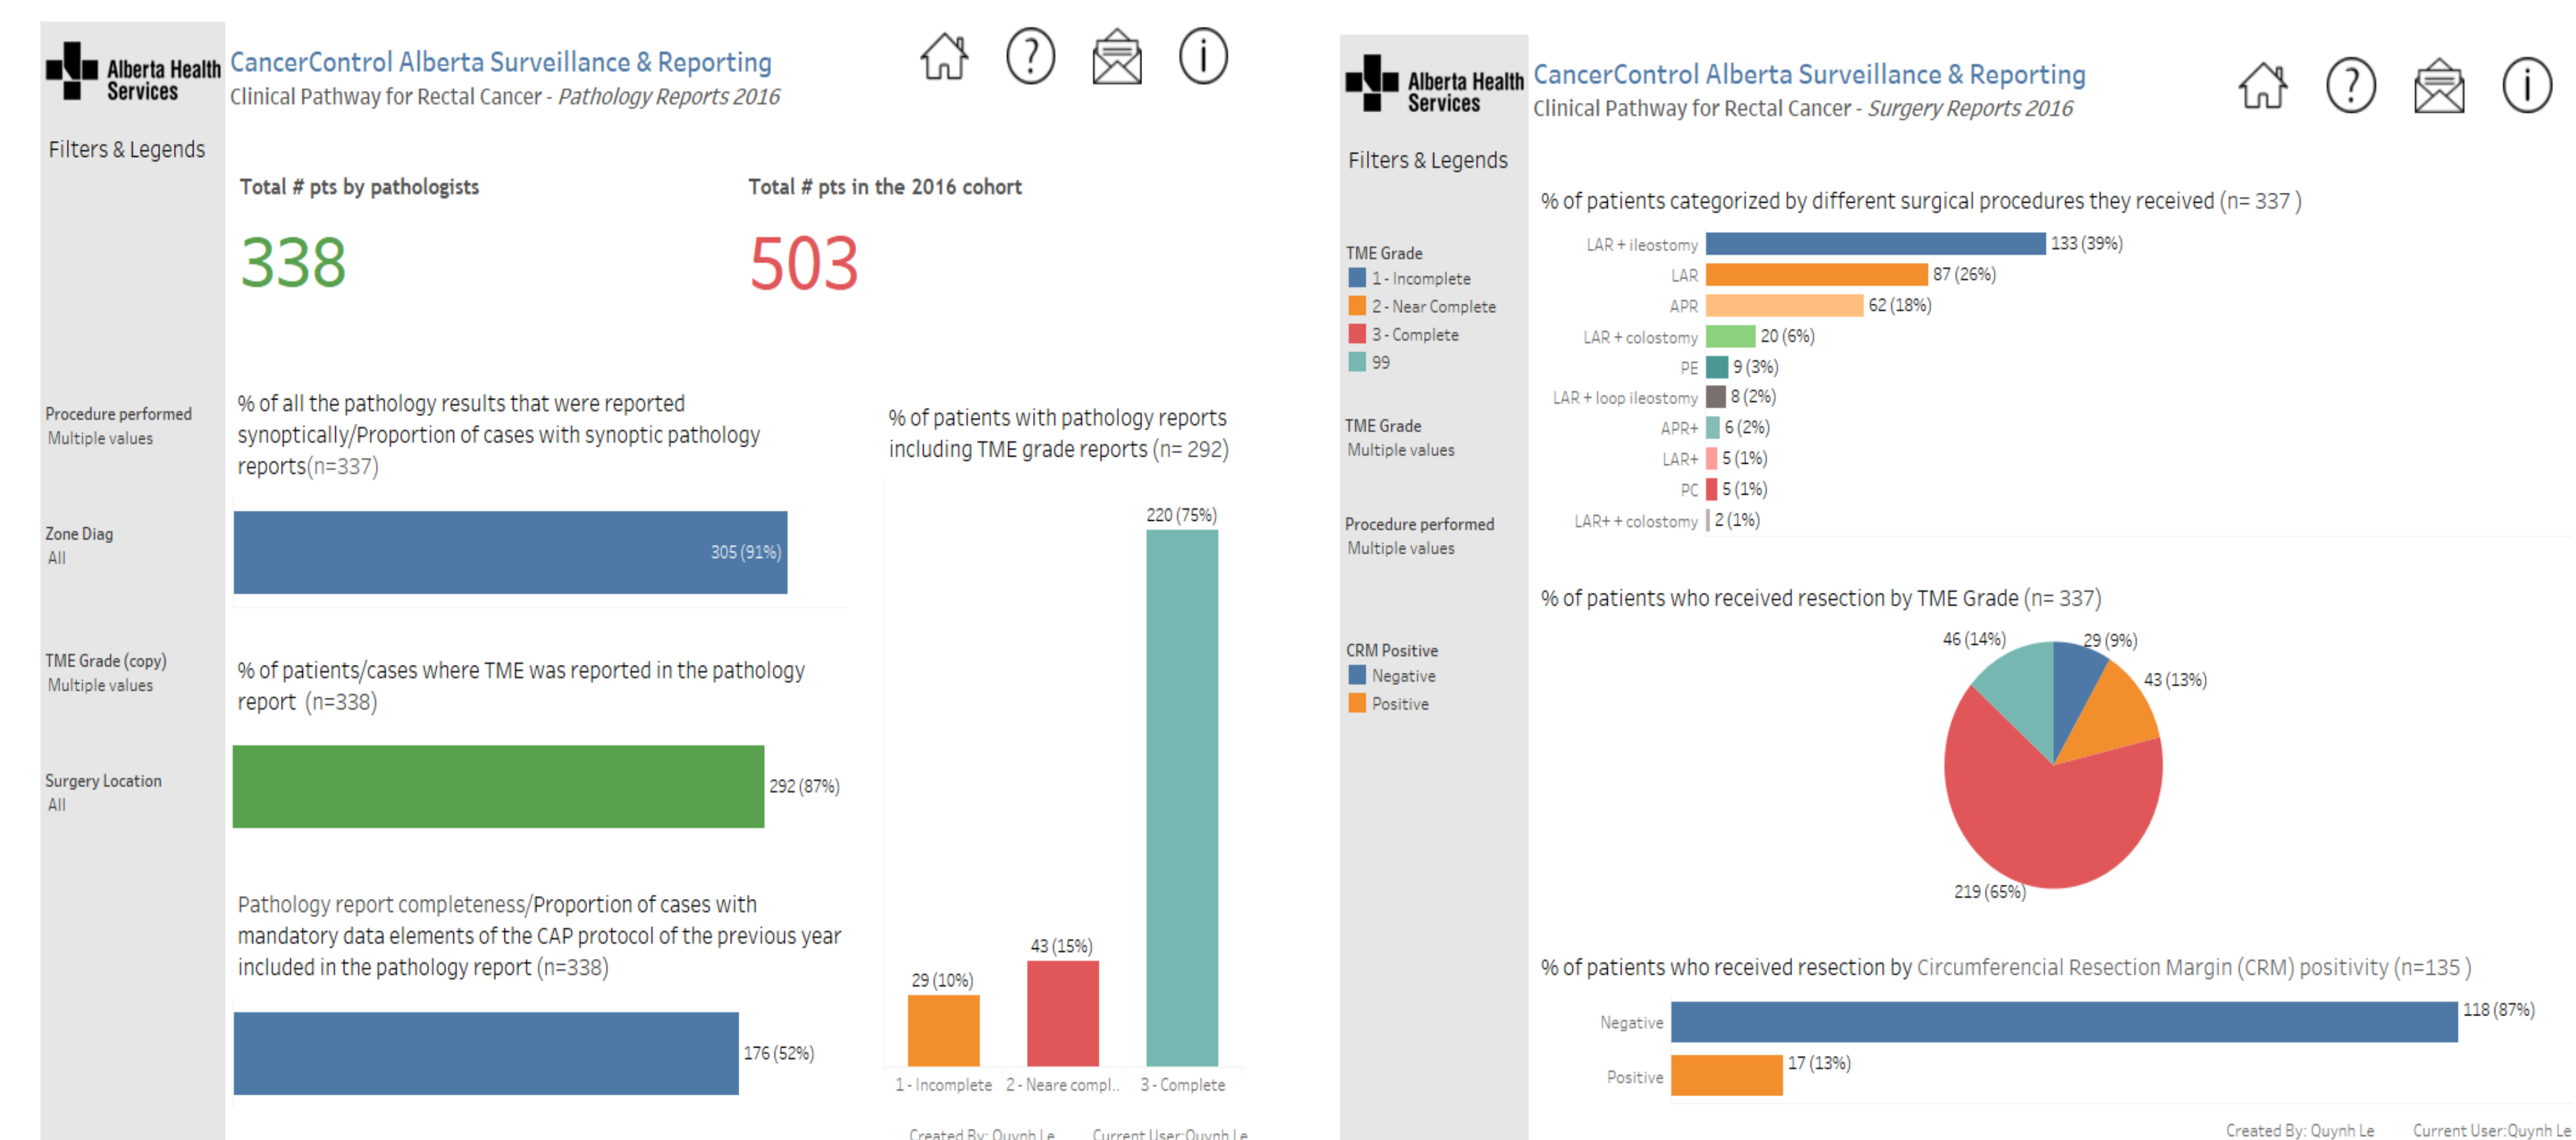 Alberta Health
Services
CancerControl Alberta Surveillance & Reporting
Clinical Pathway for Rectal Cancer - Pathology Reports 2016
?
i
Filters & Legends
Total # pts by pathologists
338
Total # pts in the 2016 cohort
503
Procedure performed
Multiple values
Zone Diag
All
TME Grade (copy)
Multiple values
Surgery Location
All
% of all the pathology results that were reported
synoptically/Proportion of cases with synoptic pathology
reports(n=337)
305 (91%)
% of patients/cases where TME was reported in the pathology
report (n=338)
292 (87%)
Pathology report completeness/Proportion of cases with
mandatory data elements of the CAP protocol of the previous year
included in the pathology report (n=338)
176 (52%)
% of patients with pathology reports
including TME grade reports (n= 292)
220 (75%)
43 (15%)
29 (10%)
1 - Incomplete
2 - Neare compl..
3 - Complete
Created By: Quynh Le
Current User:Quynh Le
Alberta Health
Services
CancerControl Alberta Surveillance & Reporting
Clinical Pathway for Rectal Cancer - Surgery Reports 2016
?
i
Filters & Legends
TME Grade
1 - Incomplete
2 - Near Complete
3 - Complete
99
TME Grade
Multiple values
Procedure performed
Multiple values
CRM Positive
Negative
Positive
% of patients categorized by different surgical procedures they received (n= 337 )
LAR + ileostomy 133 (39%)
LAR 87 (26%)
APR 62 (18%)
LAR + colostomy 20 (6%)
PE 9 (3%)
LAR + loop ileostomy 8 (2%)
APR+ 6 (2%)
LAR+ 5 (1%)
PC 5 (1%)
LAR+ + colostomy 2 (1%)
% of patients who received resection by TME Grade (n= 337)
46 (14%)
29 (9%)
43 (13%)
219 (65%)
% of patients who received resection by Circumferencial Resection Margin (CRM) positivity (n=135 )
Negative 118 (87%)
Positive 17 (13%)
Created By: Quynh Le
Current User:Quynh Le